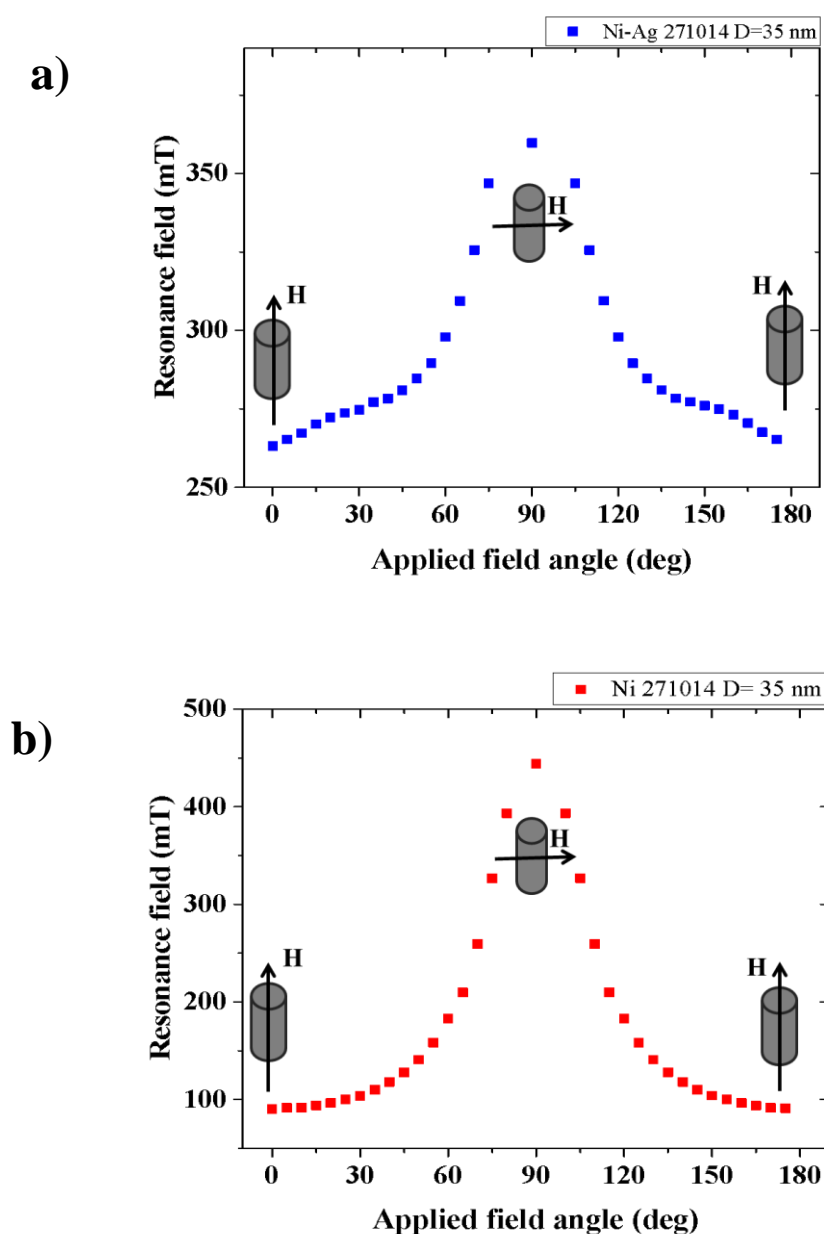 Ni-Ag 271014 D=35 nm
a)
Resonance field (mT)
350
300
250
H
H
H
0 30 60 90 120 150 180
Applied field angle (deg)
Ni 271014 D= 35 nm
b)
Resonance field (mT)
500
400
300
200
100
H
H
H
0 30 60 90 120 150 180
Applied field angle (deg)